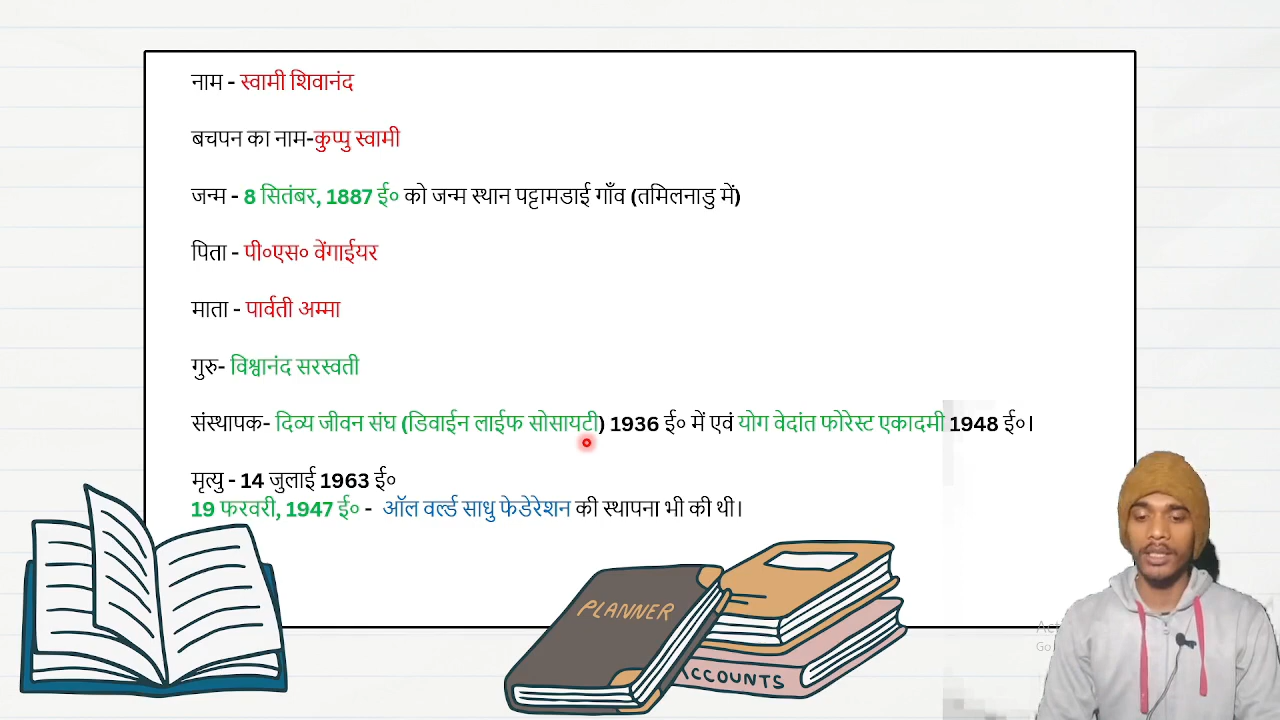 नाम - स्वामी शिवानंद
बचपन का नाम-कुप्पु स्वामी
जन्म - 8 सितंबर, 1887 ई० को जन्म स्थान पट्टामडाई गाँव (तमिलनाडु में)
पिता - पी०एस० वेंगाईयर
माता - पार्वती अम्मा
गुरु- विश्वानंद सरस्वती
संस्थापक- दिव्य जीवन संघ (डिवाईन लाईफ सोसायटी) 1936 ई० में एवं योग वेदांत फोरेस्ट एकादमी 1948 ई०।
मृत्यु - 14 जुलाई 1963 ई०
19 फरवरी, 1947 ई० - ऑल वर्ल्ड साधु फेडेरेशन की स्थापना भी की थी।
PLANNER
ACCOUNTS